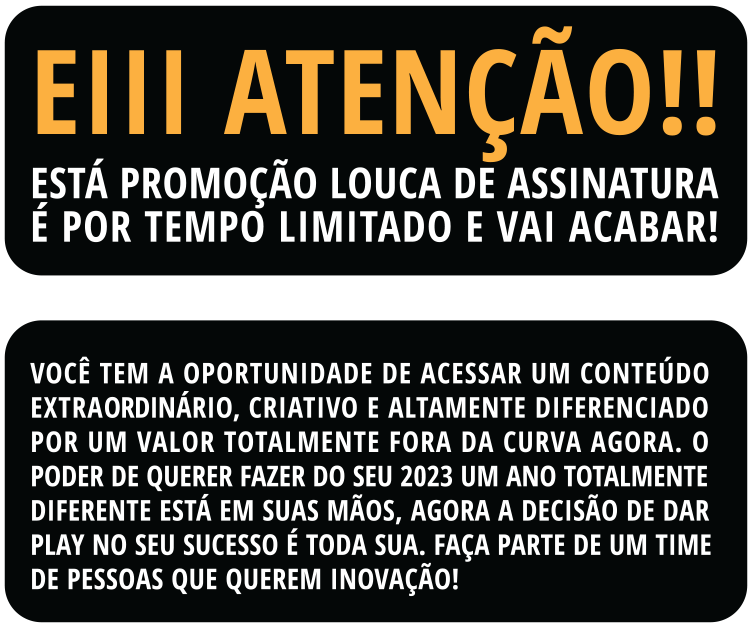 EIII ATENÇÃO!!
ESTÁ PROMOÇÃO LOUCA DE ASSINATURA
É POR TEMPO LIMITADO E VAI ACABAR!
VOCÊ TEM A OPORTUNIDADE DE ACESSAR UM CONTEÚDO
EXTRAORDINÁRIO, CRIATIVO E ALTAMENTE DIFERENCIADO
POR UM VALOR TOTALMENTE FORA DA CURVA AGORA. O
PODER DE QUERER FAZER DO SEU 2023 UM ANO TOTALMENTE
DIFERENTE ESTÁ EM SUAS MÃOS, AGORA A DECISÃO DE DAR
PLAY NO SEU SUCESSO É TODA SUA. FAÇA PARTE DE UM TIME
DE PESSOAS QUE QUEREM INOVAÇÃO!